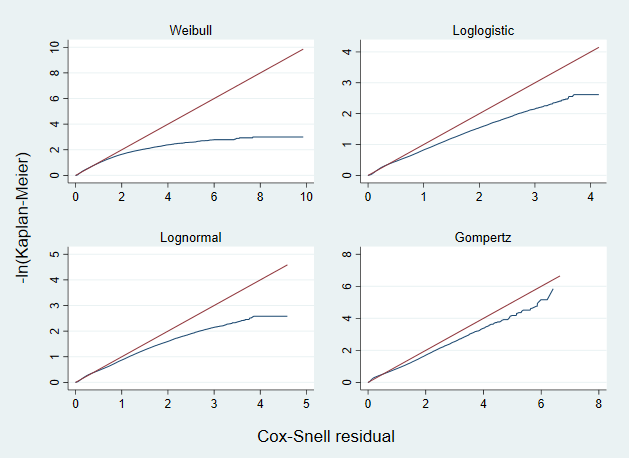 Weibull
0 2 4 6 8 10
0 2 4 6 8 10
Loglogistic
0 1 2 3 4
0 1 2 3 4
Lognormal
0 1 2 3 4 5
0 1 2 3 4 5
Gompertz
0 2 4 6 8
0 2 4 6 8
-ln(Kaplan-Meier)
Cox-Snell residual